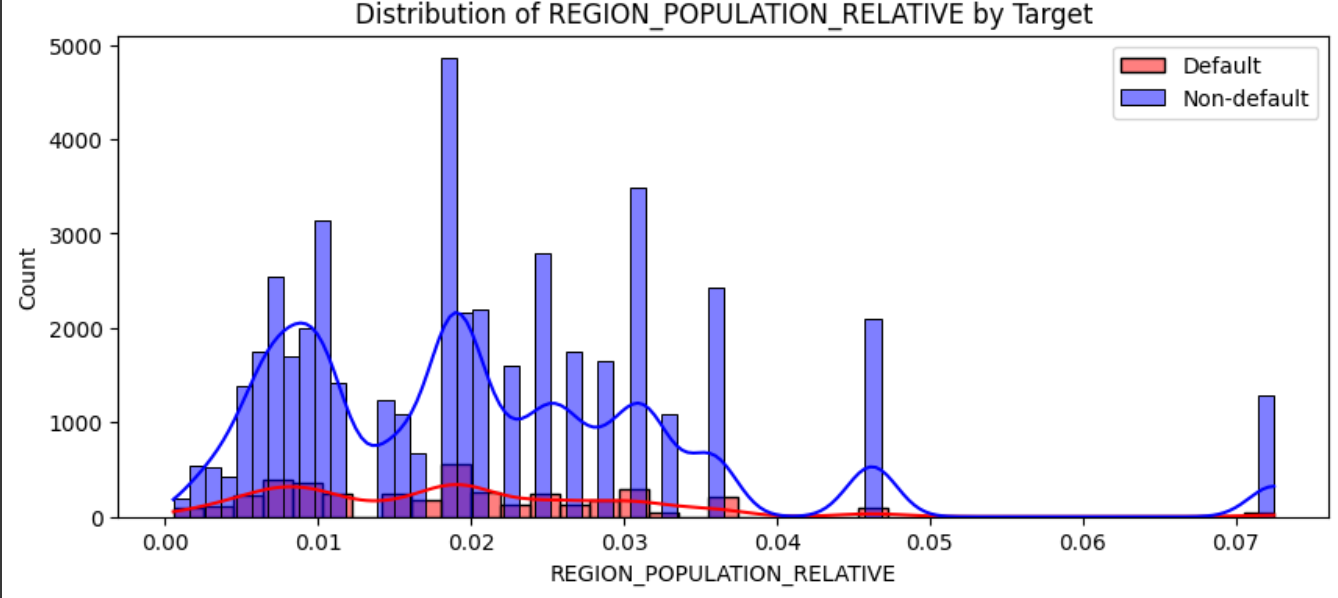 Distribution of REGION_POPULATION_RELATIVE by Target
5000
4000
3000
2000
1000
0
Count
Default
Non-default
0.00 0.01 0.02 0.03 0.04 0.05 0.06 0.07
REGION_POPULATION_RELATIVE